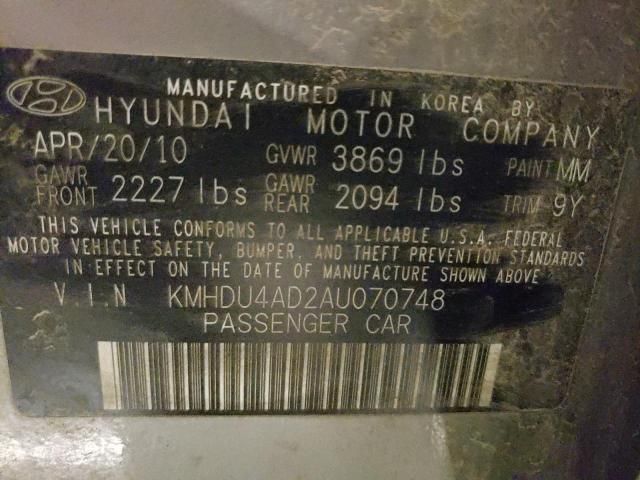 MANUFACTURED IN KOREA BY
HYUNDAI MOTOR COMPANY
APR/20/10 GVWR 3869 lbs PAINT MM
GAWR FRONT 2227 lbs GAWR REAR 2094 lbs TRIM 9Y
THIS VEHICLE CONFORMS TO ALL APPLICABLE U.S.A. FEDERAL
MOTOR VEHICLE SAFETY, BUMPER, AND THEFT PREVENTION STANDARDS
IN EFFECT ON THE DATE OF MANUFACTURE SHOWN ABOVE
V.I.N KMHDU4AD2AU070748
PASSENGER CAR